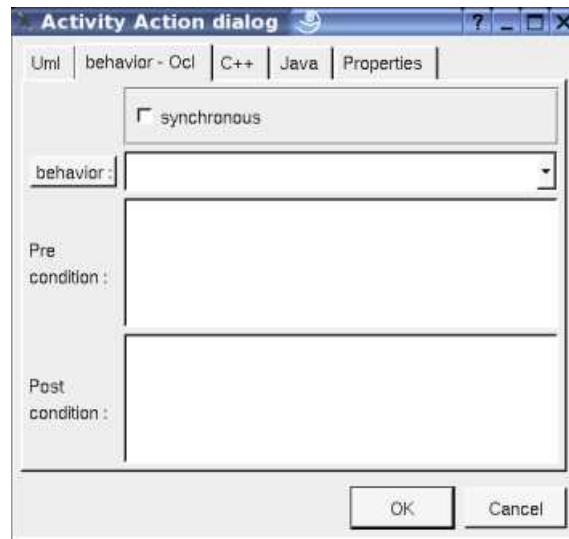 Activity Action dialog
Uml behavior - Ocl C++ Java Properties
synchronous
behavior :
Pre
condition :
Post
condition :
OK Cancel